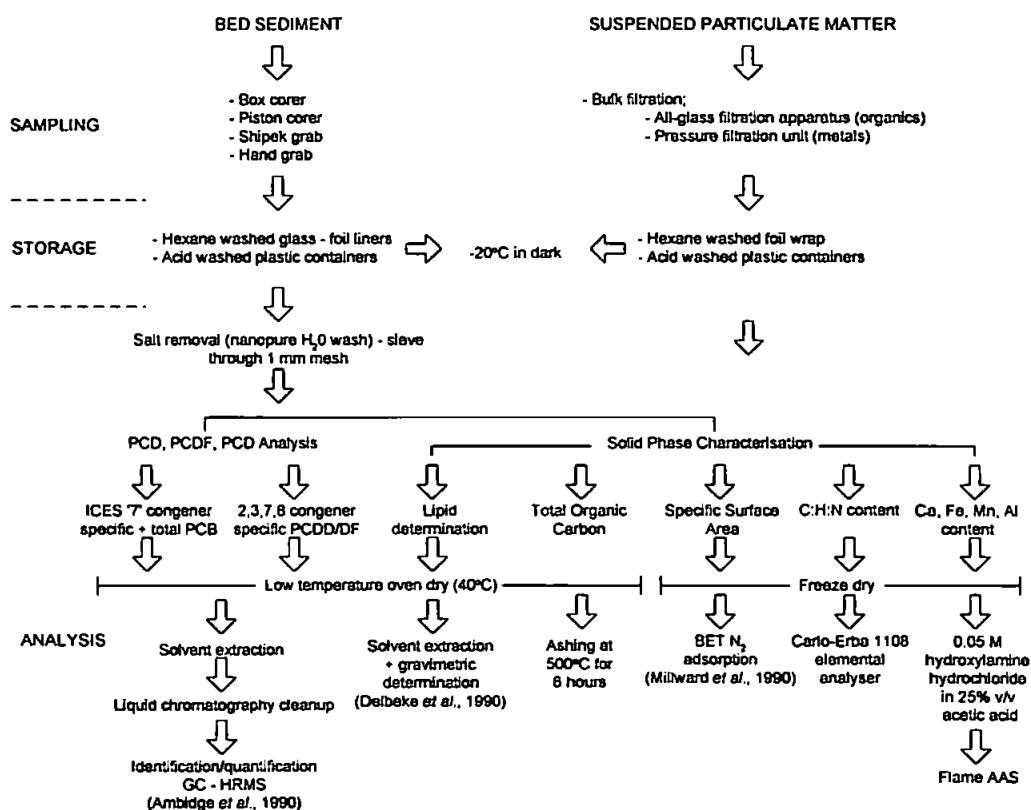 BED SEDIMENT
SUSPENDED PARTICULATE MATTER
SAMPLING
- Box corer
- Piston corer
- Shipek grab
- Hand grab
- Bulk filtration;
- All-glass filtration apparatus (organics)
- Pressure filtration unit (metals)
STORAGE
- Hexane washed glass - foil liners
- Acid washed plastic containers
-20°C in dark
- Hexane washed foil wrap
- Acid washed plastic containers
Salt removal (nanopure H₂0 wash) - sieve
through 1 mm mesh
PCD, PCDF, PCD Analysis
Solid Phase Characterisation
ICES '7' congener
specific + total PCB
2,3,7,8 congener
specific PCDD/DF
Lipid
determination
Total Organic
Carbon
Specific Surface
Area
C:H:N content
Ca, Fe, Mn, Al
content
Low temperature oven dry (40°C)
Freeze dry
ANALYSIS
Solvent extraction
Liquid chromatography cleanup
Identification/quantification
GC - HRMS
(Ambidge et al., 1990)
Solvent extraction
+ gravimetric
determination
(Delbeke et al., 1990)
Ashing at
500°C for
6 hours
BET N₂
adsorption
(Millward et al., 1990)
Carlo-Erba 1108
elemental
analyser
0.05 M
hydroxylamine
hydrochloride
in 25% v/v
acetic acid
Flame AAS